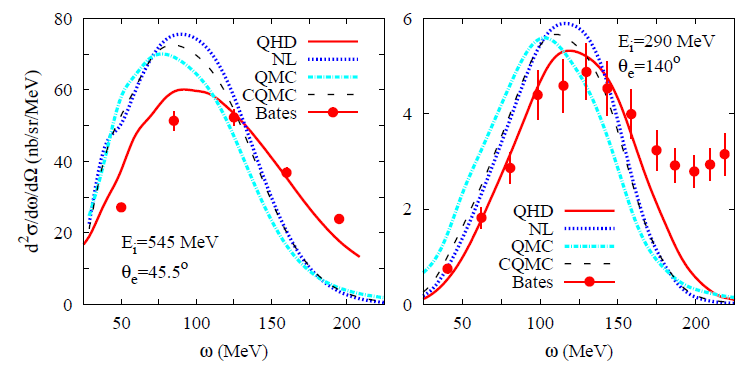 d²σ/dω/dΩ (nb/sr/MeV)
80
60
40
20
0
QHD
NL
QMC
CQMC
Bates
E_i=545 MeV
θ_e=45.5°
50
100
150
200
ω (MeV)
6
4
2
0
E_i=290 MeV
θ_e=140°
QHD
NL
QMC
CQMC
Bates
50
100
150
200
ω (MeV)